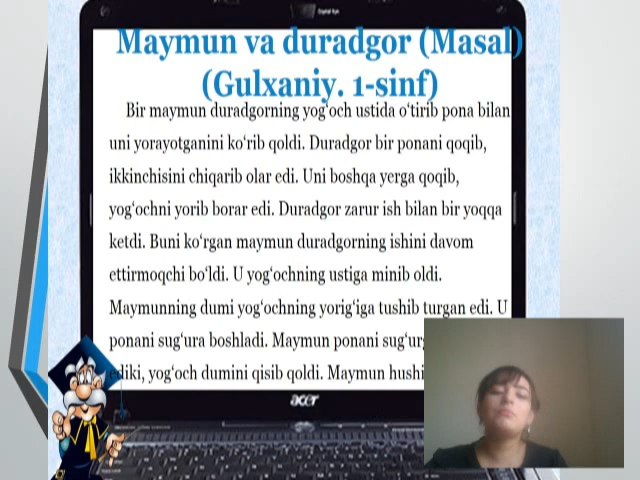 Maymun va duradgor (Masal)
(Gulxaniy. 1-sinf)
Bir maymun duradgorning yog‘och ustida o‘tirib pona bilan
uni yorayotganini ko‘rib qoldi. Duradgor bir ponani qoqib,
ikkinchisini chiqarib olar edi. Uni boshqa yerga qoqib,
yog‘ochni yorib borar edi. Duradgor zarur ish bilan bir yoqqa
ketdi. Buni ko‘rgan maymun duradgorning ishini davom
ettirmoqchi bo‘ldi. U yog‘ochning ustiga minib oldi.
Maymunning dumi yog‘ochning yorig‘iga tushib turgan edi. U
ponani sug‘ura boshladi. Maymun ponani
ediki, yog‘och dumini qisib qoldi. Maymun
acer